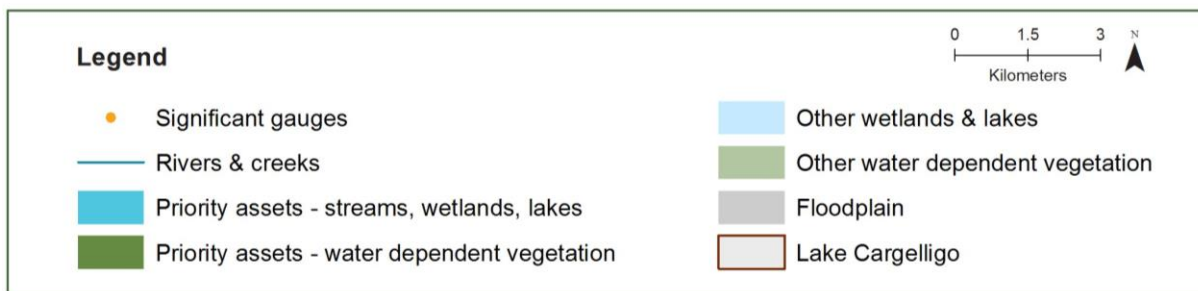 Legend
0 1.5 3
N
Kilometers
Significant gauges
Rivers & creeks
Priority assets - streams, wetlands, lakes
Priority assets - water dependent vegetation
Other wetlands & lakes
Other water dependent vegetation
Floodplain
Lake Cargelligo